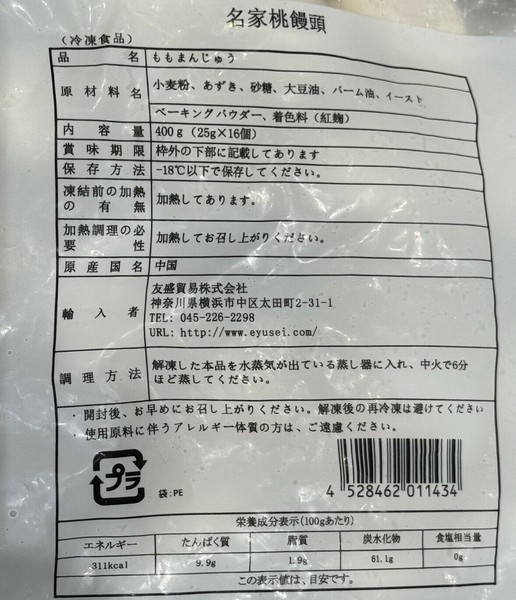 名家桃饅頭
(冷凍食品)
品 名 ももまんじゅう
原材料名 小麦粉、あずき、砂糖、大豆油、パーム油、イースト
ベーキングパウダー、着色料(紅麹)
内容量 400g(25g×16個)
賞味期限 枠外の下部に記載してあります
保存方法 -18℃以下で保存してください。
凍結前の加熱の有無 加熱してあります。
加熱調理の必要性 加熱してお召し上がりください。
原産国名 中国
輸入者 友盛貿易株式会社
神奈川県横浜市中区太田町2-31-1
TEL: 045-226-2298
URL: http://www.eyusei.com/
調理方法 解凍した本品を水蒸気が出ている蒸し器に入れ、中火で6分
ほど蒸してください。
・開封後、お早めにお召し上がりください。解凍後の再冷凍は避けてください
・使用原料に伴うアレルギー体質の方は、ご遠慮ください。
プラ
袋:PE
4 528462 011434
栄養成分表示(100gあたり)
エネルギー たんぱく質 脂質 炭水化物 食塩相当量
311kcal 9.9g 1.9g 61.1g 0g
この表示値は、目安です。